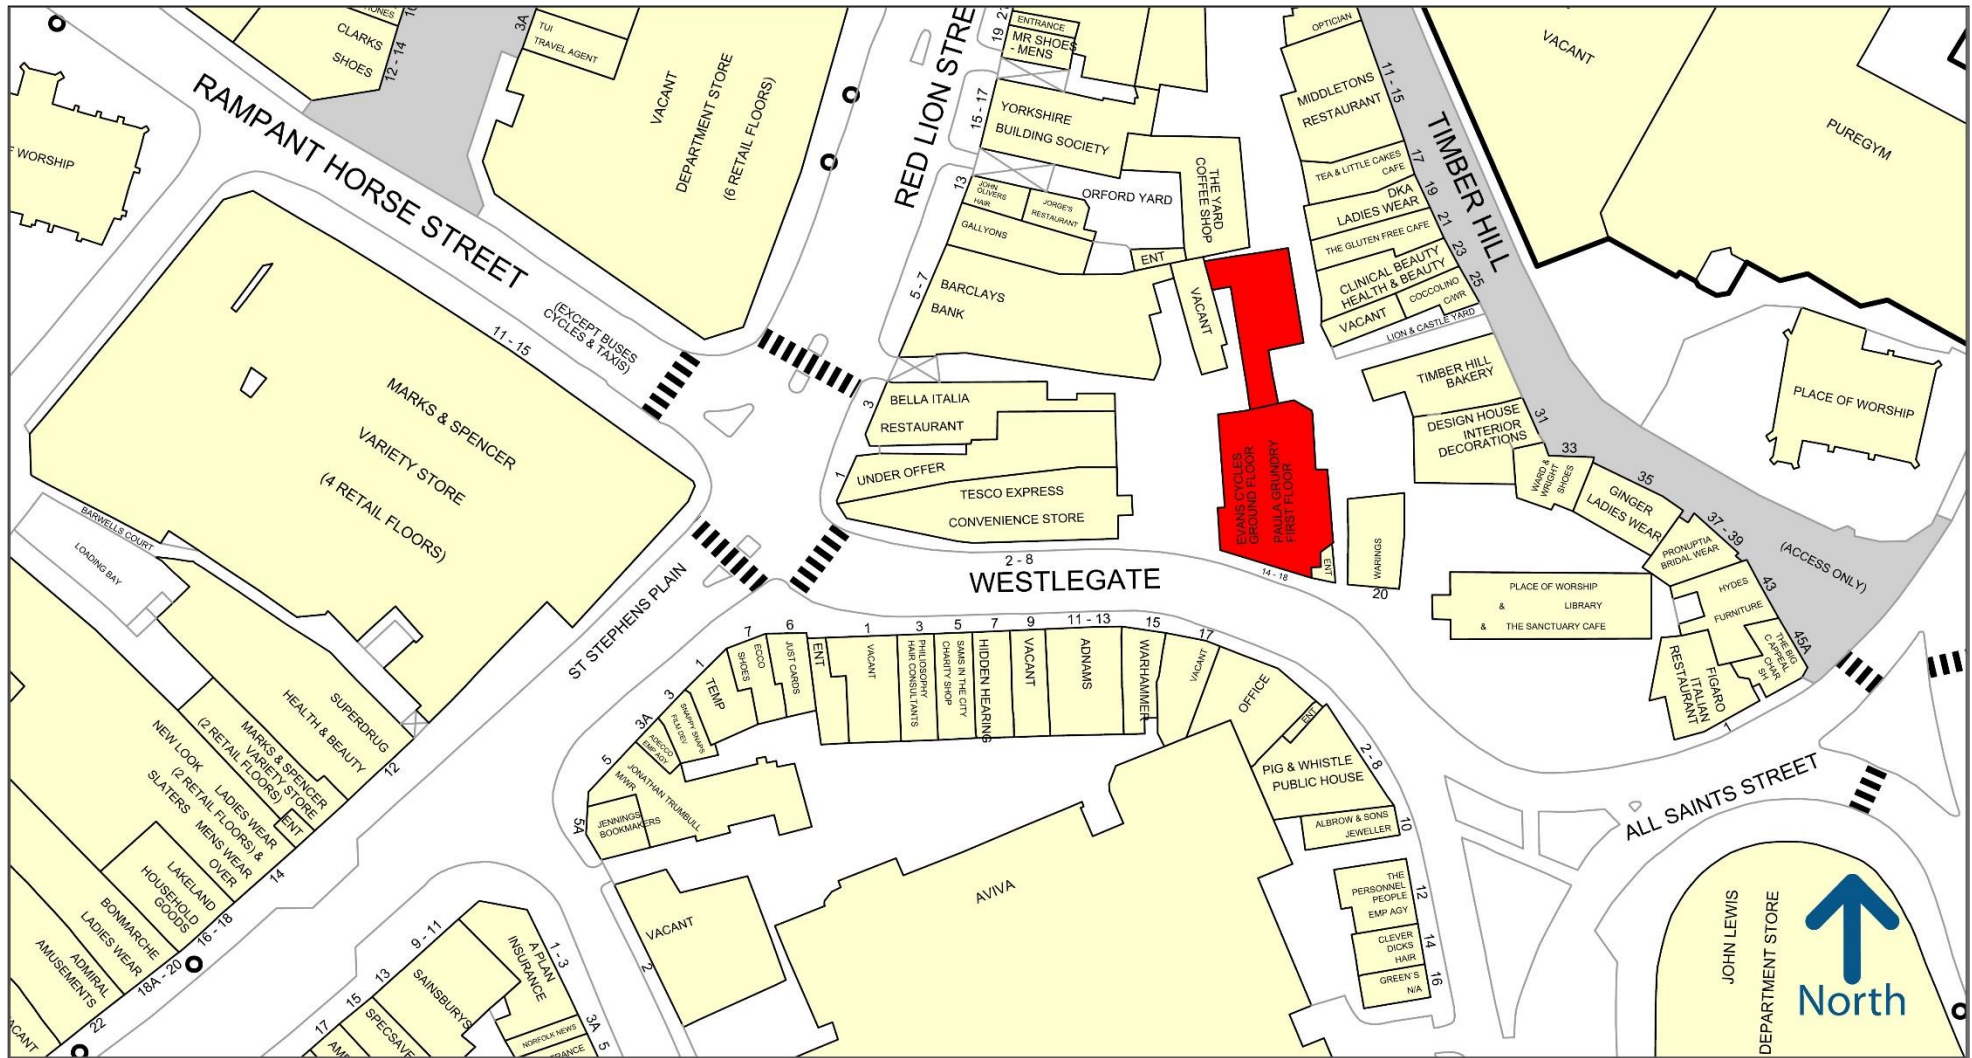 CLARKS
SHOES
12 - 14
3A
TUI
TRAVEL AGENT
VACANT
DEPARTMENT STORE
(6 RETAIL FLOORS)
RED LION STRE
ENTRANCE
MR SHOES
- MENS
15 - 17
YORKSHIRE
BUILDING SOCIETY
13
JOHN
OLIVERS
HAIR
JORGE'S
RESTAURANT
ORFORD YARD
THE YARD
COFFEE SHOP
GALLYONS
ENT
5 - 7
BARCLAYS
BANK
VACANT
OPTICIAN
MIDDLETONS
RESTAURANT
11 - 15
TIMBER HILL
TEA & LITTLE CAKES
CAFE
17
DKA
LADIES WEAR
19
THE GLUTEN FREE CAFE
21
CLINICAL BEAUTY
HEALTH & BEAUTY
23
COCCOLINO
C/WR
25
VACANT
LION & CASTLE YARD
VACANT
PUREGYM
WORSHIP
RAMPANT HORSE STREET
(EXCEPT BUSES
CYCLES & TAXIS)
11 - 15
MARKS & SPENCER
VARIETY STORE
(4 RETAIL FLOORS)
3
BELLA ITALIA
RESTAURANT
1
UNDER OFFER
TESCO EXPRESS
CONVENIENCE STORE
EVANS CYCLES
GROUND FLOOR
PAULA GRUNDRY
FIRST FLOOR
ENT
14 - 18
WARINGS
20
TIMBER HILL
BAKERY
DESIGN HOUSE
INTERIOR
DECORATIONS
31
33
WARD &
WRIGHT
SHOES
35
GINGER
LADIES WEAR
37 - 39
PRONUPTIA
BRIDAL WEAR
HYDES
FURNITURE
43
THE BIG
C APPEAL
CHAR
SH
45A
FIGARO
ITALIAN
RESTAURANT
1
(ACCESS ONLY)
PLACE OF WORSHIP
PLACE OF WORSHIP
&
LIBRARY
& THE SANCTUARY CAFE
2 - 8
WESTLEGATE
BARWELLS COURT
LOADING BAY
ST STEPHENS PLAIN
SUPERDRUG
HEALTH & BEAUTY
12
MARKS & SPENCER
VARIETY STORE
(2 RETAIL FLOORS)
ENT
NEW LOOK
LADIES WEAR
(2 RETAIL FLOORS) &
SLATERS
MENS WEAR
OVER
14
LAKELAND
HOUSEHOLD
GOODS
16 - 18
BONMARCHE
LADIES WEAR
18A - 20
ADMIRAL
AMUSEMENTS
22
1
TEMP
3
SNAPPY SNAPS
FILM DEV
3A
ADECCO
EMP AGY
5
JONATHAN TRUMBULL
M/WR
5A
JENNINGS
BOOKMAKERS
7
ECCO
SHOES
6
JUST CARDS
ENT
1
VACANT
3
PHILIOSOPHY
HAIR CONSULTANTS
5
SAMS IN THE CITY
CHARITY SHOP
7
HIDDEN HEARING
9
VACANT
11 - 13
ADNAMS
15
WARHAMMER
17
VACANT
OFFICE
ENT
2 - 8
PIG & WHISTLE
PUBLIC HOUSE
ALBROW & SONS
JEWELLER
10
THE
PERSONNEL
PEOPLE
EMP AGY
12
CLEVER
DICKS
HAIR
14
GREEN'S
N/A
16
AVIVA
VACANT
2
9 - 11
SAINSBURYS
13
15
SPECSAVE
17
A PLAN
INSURANCE
1 - 3
NORFOLK NEWS
3A
5
ALL SAINTS STREET
JOHN LEWIS
DEPARTMENT STORE
North